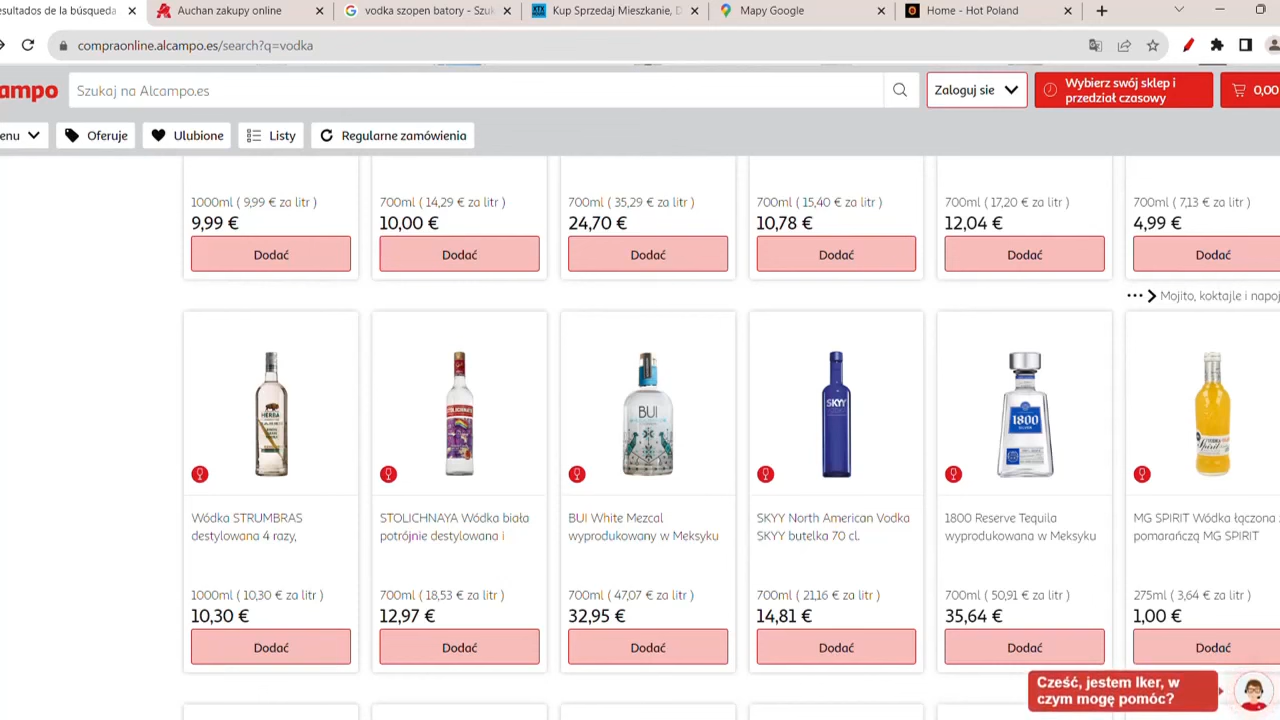 esultados de la búsqueda
Auchan zakupy online
vodka szopen batory - Szuk
Kup Sprzedaj Mieszkanie, D
Mapy Google
Home - Hot Poland
compraonline.alcampo.es/search?q=vodka
ampo
Szukaj na Alcampo.es
Zaloguj sie
Wybierz swój sklep i
przedział czasowy
0,00
enu
Oferuje
Ulubione
Listy
Regularne zamówienia
1000ml ( 9,99 € za litr )
9,99 €
Dodać
700ml ( 14,29 € za litr )
10,00 €
Dodać
700ml ( 35,29 € za litr )
24,70 €
Dodać
700ml ( 15,40 € za litr )
10,78 €
Dodać
700ml ( 17,20 € za litr )
12,04 €
Dodać
700ml ( 7,13 € za litr )
4,99 €
Dodać
Mojito, koktajle i napoj
HERBA
STOLICHNAYA
BUI
SKYY
1800
Spirit
Wódka STRUMBRAS
destylowana 4 razy,
1000ml ( 10,30 € za litr )
10,30 €
Dodać
STOLICHNAYA Wódka biała
potrójnie destylowana i
700ml ( 18,53 € za litr )
12,97 €
Dodać
BUI White Mezcal
wyprodukowany w Meksyku
700ml ( 47,07 € za litr )
32,95 €
Dodać
SKYY North American Vodka
SKYY butelka 70 cl.
700ml ( 21,16 € za litr )
14,81 €
Dodać
1800 Reserve Tequila
wyprodukowana w Meksyku
700ml ( 50,91 € za litr )
35,64 €
Dodać
MG SPIRIT Wódka łączona z
pomarańczą MG SPIRIT
275ml ( 3,64 € za litr )
1,00 €
Dodać
Cześć, jestem Iker, w
czym mogę pomóc?